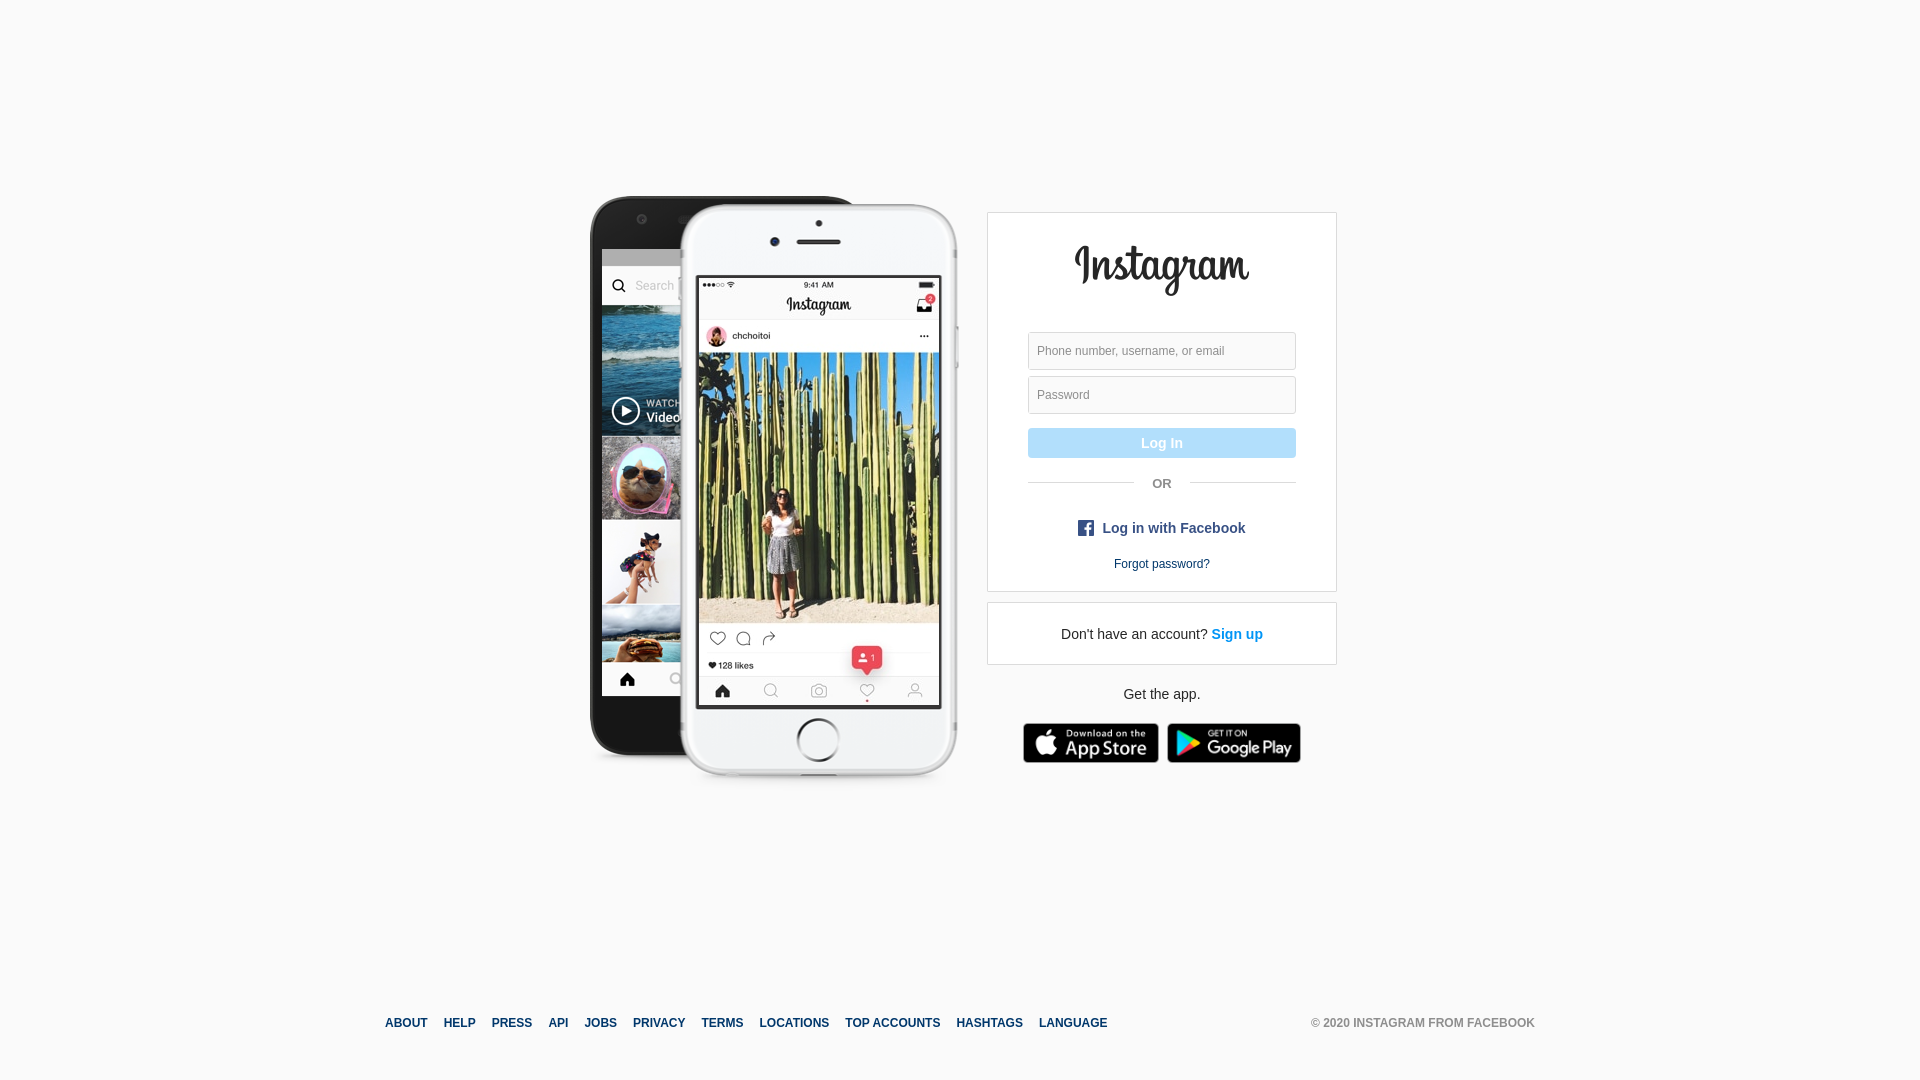 Search
WATCH
Video
9:41 AM
Instagram
2
chchoitoi
128 likes
1
Instagram
Phone number, username, or email
Password
Log In
OR
Log in with Facebook
Forgot password?
Don't have an account? Sign up
Get the app.
Download on the
App Store
GET IT ON
Google Play
ABOUT HELP PRESS API JOBS PRIVACY TERMS LOCATIONS TOP ACCOUNTS HASHTAGS LANGUAGE
© 2020 INSTAGRAM FROM FACEBOOK